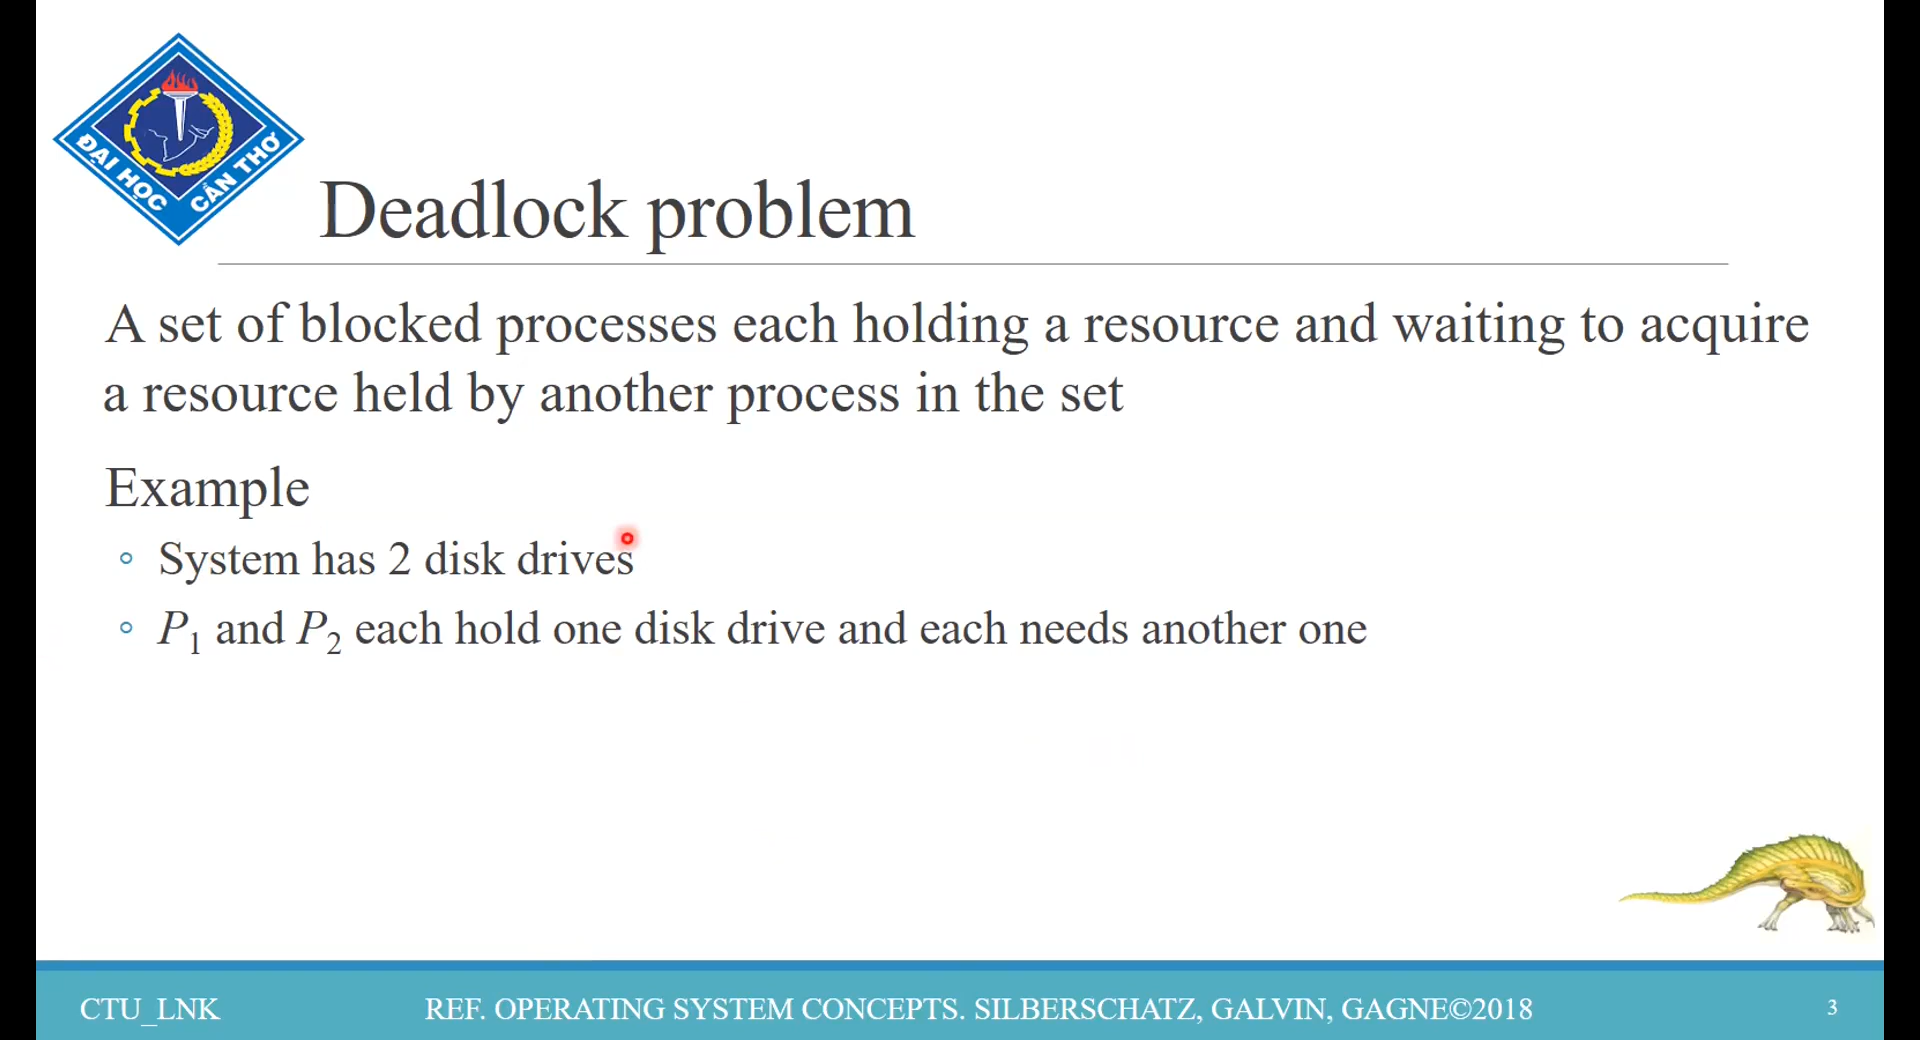 ĐẠI HỌC CẦN THƠ
Deadlock problem
A set of blocked processes each holding a resource and waiting to acquire
a resource held by another process in the set
Example
◦ System has 2 disk drives
◦ P1 and P2 each hold one disk drive and each needs another one
CTU_LNK REF. OPERATING SYSTEM CONCEPTS. SILBERSCHATZ, GALVIN, GAGNE©2018 3